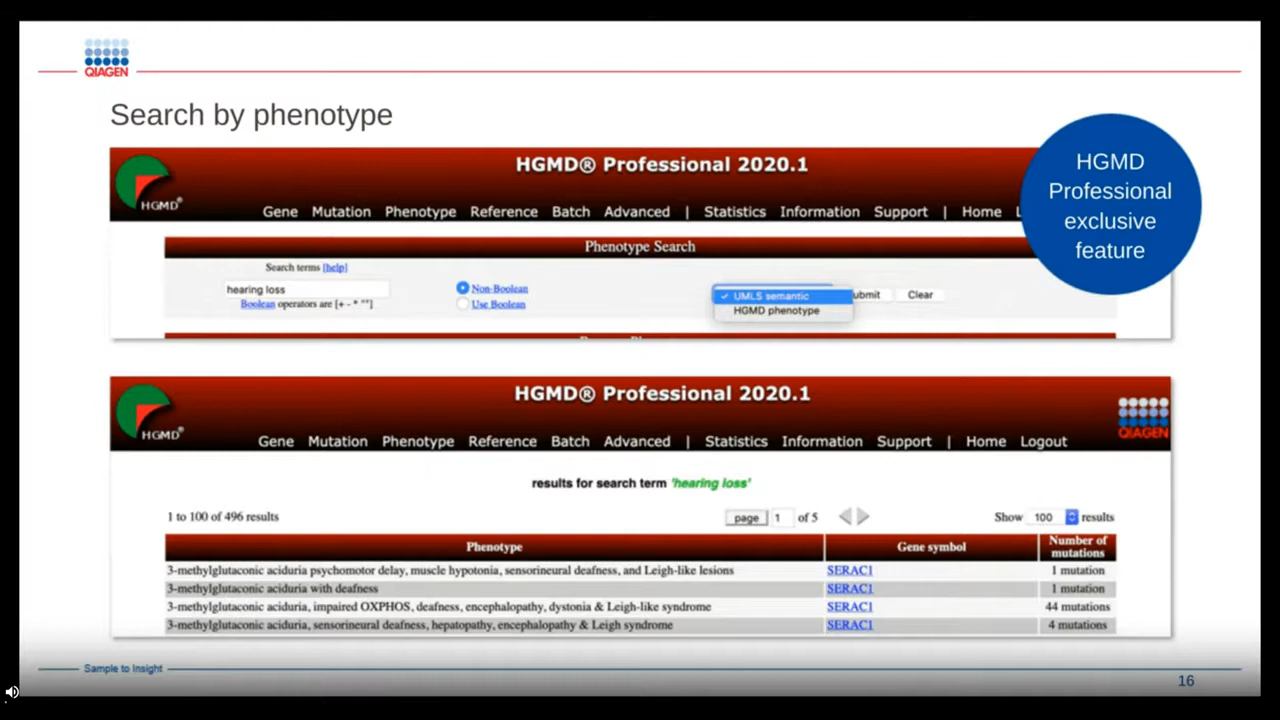 QIAGEN
Search by phenotype
HGMD® Professional 2020.1
HGMD®
Gene Mutation Phenotype Reference Batch Advanced | Statistics Information Support | Home L
HGMD
Professional
exclusive
feature
Phenotype Search
Search terms [help]
hearing loss
Boolean operators are [+ - * ""]
Non-Boolean
Use Boolean
✓ UMLS semantic
HGMD phenotype
ubmit
Clear
HGMD® Professional 2020.1
HGMD®
QIAGEN
Gene Mutation Phenotype Reference Batch Advanced | Statistics Information Support | Home Logout
results for search term 'hearing loss'
1 to 100 of 496 results
page 1 of 5
Show 100 results
Phenotype Gene symbol Number of mutations
3-methylglutaconic aciduria psychomotor delay, muscle hypotonia, sensorineural deafness, and Leigh-like lesions SERAC1 1 mutation
3-methylglutaconic aciduria with deafness SERAC1 1 mutation
3-methylglutaconic aciduria, impaired OXPHOS, deafness, encephalopathy, dystonia & Leigh-like syndrome SERAC1 44 mutations
3-methylglutaconic aciduria, sensorineural deafness, hepatopathy, encephalopathy & Leigh syndrome SERAC1 4 mutations
Sample to Insight
16